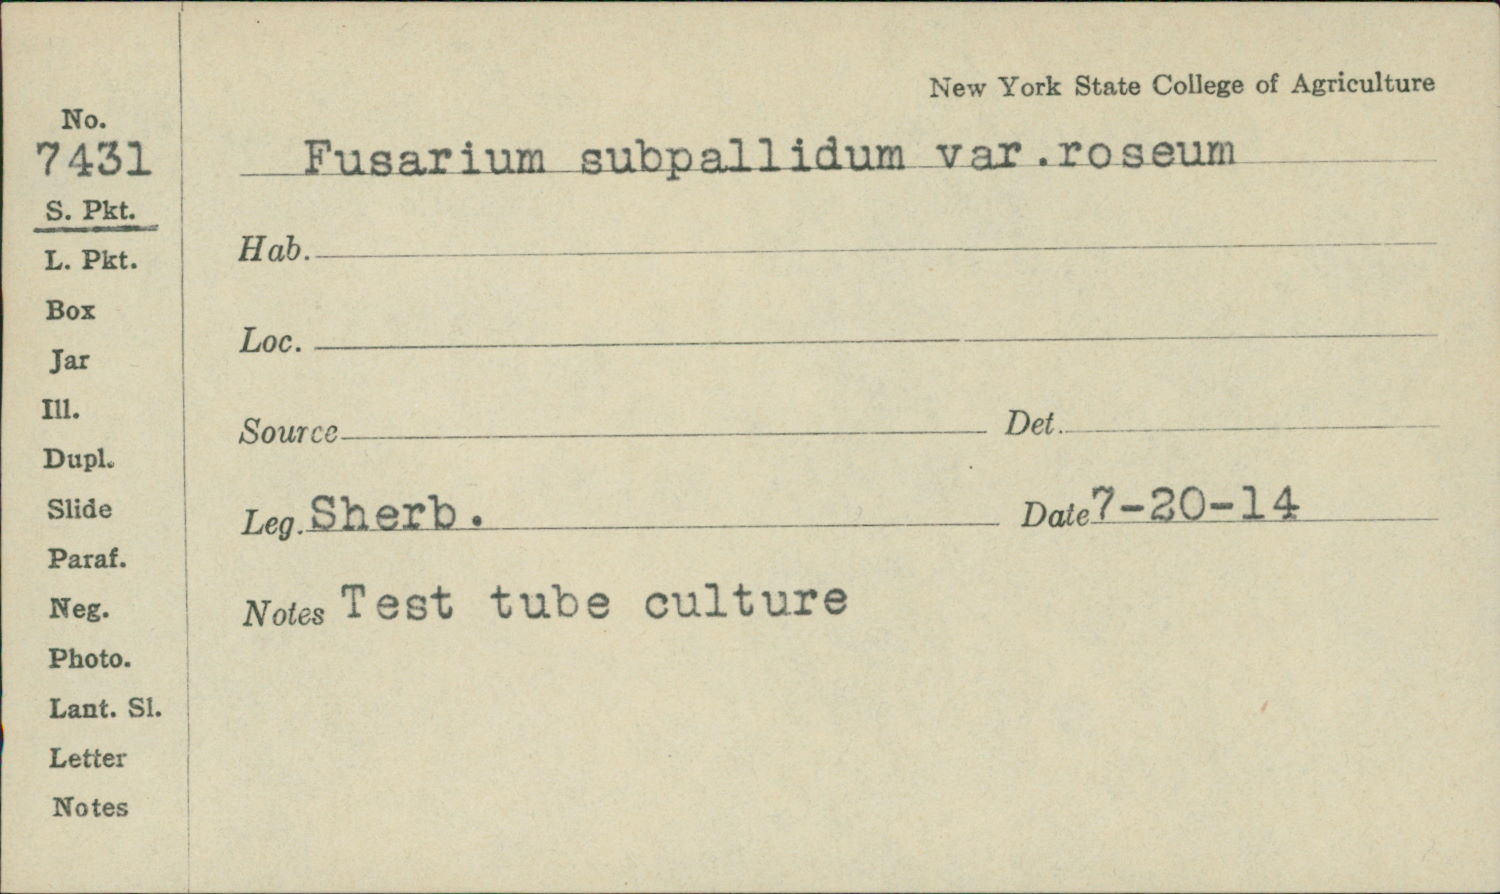 New York State College of Agriculture
No.
7431
Fusarium subpallidum var.roseum
S. Pkt.
L. Pkt.
Box
Jar
Ill.
Dupl.
Slide
Paraf.
Neg.
Photo.
Lant. Sl.
Letter
Notes
Hab.
Loc.
Source Det.
Leg. Sherb. Date 7-20-14
Notes Test tube culture